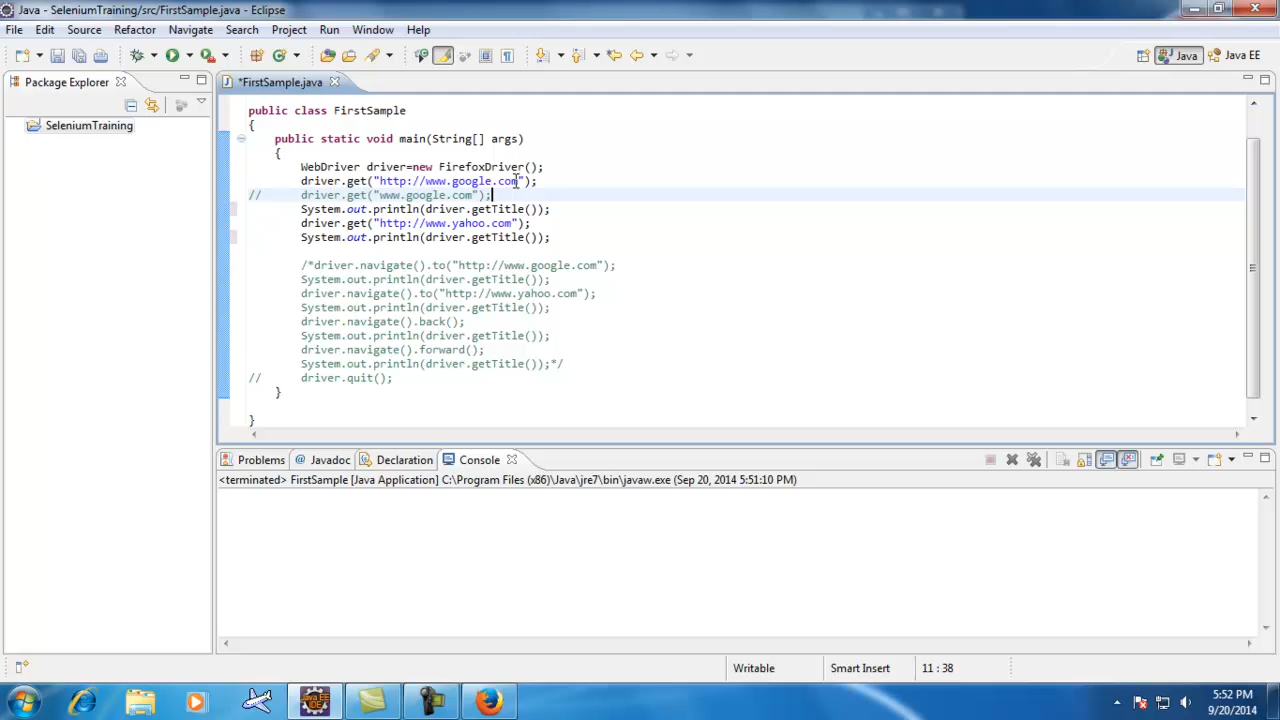 Java - SeleniumTraining/src/FirstSample.java - Eclipse
File Edit Source Refactor Navigate Search Project Run Window Help
Java Java EE
Package Explorer
*FirstSample.java
SeleniumTraining
public class FirstSample
{
public static void main(String[] args)
{
WebDriver driver=new FirefoxDriver();
driver.get("http://www.google.com");
// driver.get("www.google.com");
System.out.println(driver.getTitle());
driver.get("http://www.yahoo.com");
System.out.println(driver.getTitle());
/*driver.navigate().to("http://www.google.com");
System.out.println(driver.getTitle());
driver.navigate().to("http://www.yahoo.com");
System.out.println(driver.getTitle());
driver.navigate().back();
System.out.println(driver.getTitle());
driver.navigate().forward();
System.out.println(driver.getTitle());*/
// driver.quit();
}
}
Problems @ Javadoc Declaration Console
<terminated> FirstSample [Java Application] C:\Program Files (x86)\Java\jre7\bin\javaw.exe (Sep 20, 2014 5:51:10 PM)
Writable Smart Insert 11 : 38
Java EE
IDE
5:52 PM
9/20/2014